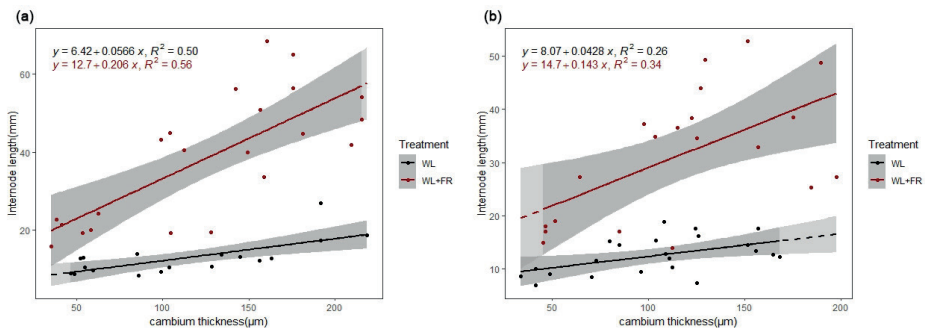 (a)
y = 6.42+0.0566 x, R² = 0.50
y = 12.7+0.206 x, R² = 0.56
60
40
20
Internode length(mm)
50
100
150
200
cambium thickness(µm)
Treatment
WL
WL+FR
(b)
y = 8.07+0.0428 x, R² = 0.26
y = 14.7+0.143 x, R² = 0.34
50
40
30
20
10
Internode length(mm)
50
100
150
200
cambium thickness(µm)
Treatment
WL
WL+FR